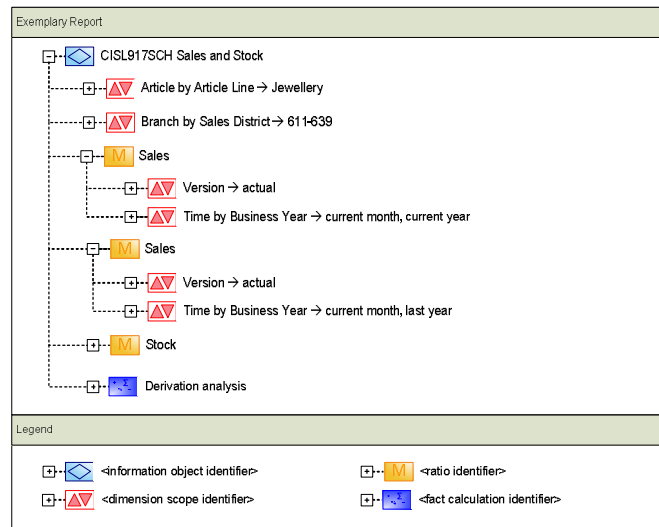 Exemplary Report
CISL917SCH Sales and Stock
Article by Article Line → Jewellery
Branch by Sales District → 611-639
M Sales
Version → actual
Time by Business Year → current month, current year
M Sales
Version → actual
Time by Business Year → current month, last year
M Stock
Derivation analysis
Legend
<information object identifier>
M <ratio identifier>
<dimension scope identifier>
<fact calculation identifier>